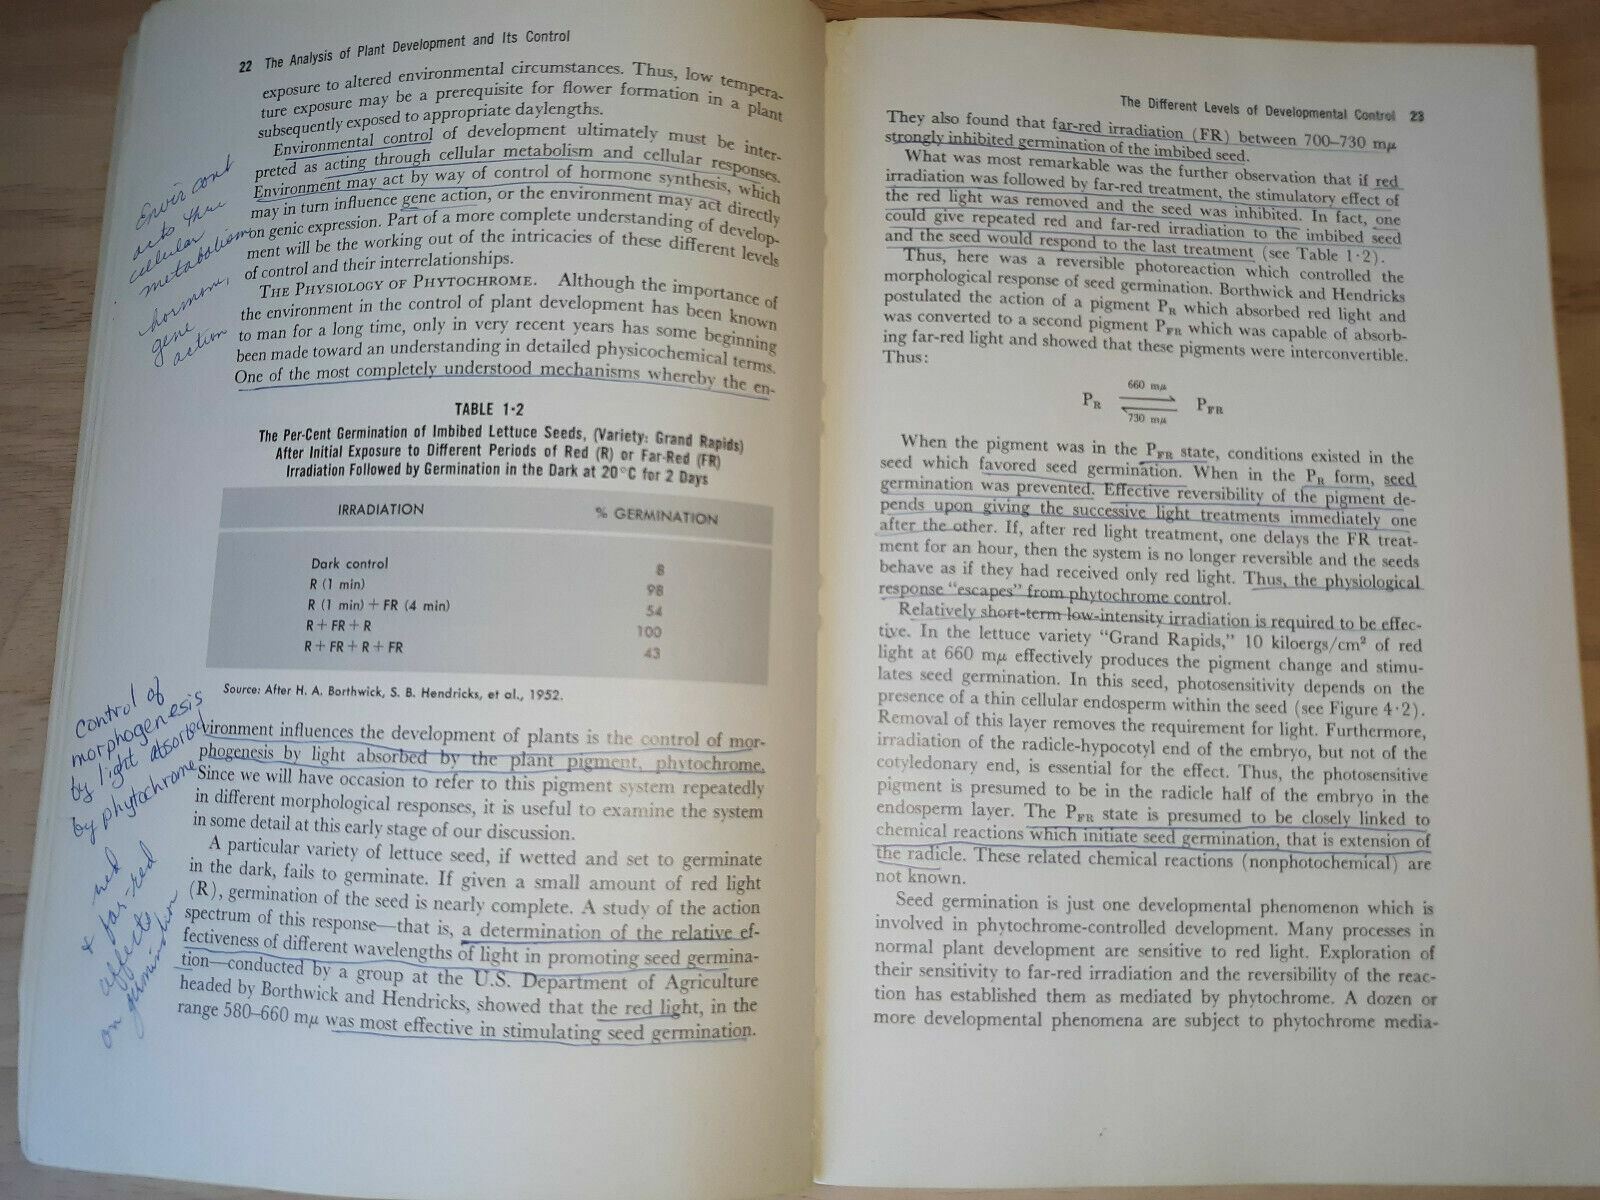 22 The Analysis of Plant Development and Its Control
exposure to altered environmental circumstances. Thus, low tempera-
ture exposure may be a prerequisite for flower formation in a plant
subsequently exposed to appropriate daylengths.
Environmental control of development ultimately must be inter-
preted as acting through cellular metabolism and cellular responses.
Environment may act by way of control of hormone synthesis, which
may in turn influence gene action, or the environment may act directly
on genic expression. Part of a more complete understanding of develop-
ment will be the working out of the intricacies of these different levels
of control and their interrelationships.
THE PHYSIOLOGY OF PHYTOCHROME. Although the importance of
the environment in the control of plant development has been known
to man for a long time, only in very recent years has some beginning
been made toward an understanding in detailed physicochemical terms.
One of the most completely understood mechanisms whereby the en-
Envir cont
acts thru
cellular
metabolism
hormone,
gene
action
TABLE 1·2
The Per-Cent Germination of Imbibed Lettuce Seeds, (Variety: Grand Rapids)
After Initial Exposure to Different Periods of Red (R) or Far-Red (FR)
Irradiation Followed by Germination in the Dark at 20°C for 2 Days
IRRADIATION % GERMINATION
Dark control 8
R (1 min) 98
R (1 min) + FR (4 min) 54
R + FR + R 100
R + FR + R + FR 43
Source: After H. A. Borthwick, S. B. Hendricks, et al., 1952.
vironment influences the development of plants is the control of mor-
phogenesis by light absorbed by the plant pigment, phytochrome.
Since we will have occasion to refer to this pigment system repeatedly
in different morphological responses, it is useful to examine the system
in some detail at this early stage of our discussion.
A particular variety of lettuce seed, if wetted and set to germinate
in the dark, fails to germinate. If given a small amount of red light
(R), germination of the seed is nearly complete. A study of the action
spectrum of this response—that is, a determination of the relative ef-
fectiveness of different wavelengths of light in promoting seed germina-
tion—conducted by a group at the U.S. Department of Agriculture
headed by Borthwick and Hendricks, showed that the red light, in the
range 580–660 mμ was most effective in stimulating seed germination.
control of
morphogenesis
by light absorbed
by phytochrome
red
& far-red
affects
on germination
The Different Levels of Developmental Control 23
They also found that far-red irradiation (FR) between 700–730 mμ
strongly inhibited germination of the imbibed seed.
What was most remarkable was the further observation that if red
irradiation was followed by far-red treatment, the stimulatory effect of
the red light was removed and the seed was inhibited. In fact, one
could give repeated red and far-red irradiation to the imbibed seed
and the seed would respond to the last treatment (see Table 1·2).
Thus, here was a reversible photoreaction which controlled the
morphological response of seed germination. Borthwick and Hendricks
postulated the action of a pigment PR which absorbed red light and
was converted to a second pigment PFR which was capable of absorb-
ing far-red light and showed that these pigments were interconvertible.
Thus:
660 mμ
PR ⇌ PFR
730 mμ
When the pigment was in the PFR state, conditions existed in the
seed which favored seed germination. When in the PR form, seed
germination was prevented. Effective reversibility of the pigment de-
pends upon giving the successive light treatments immediately one
after the other. If, after red light treatment, one delays the FR treat-
ment for an hour, then the system is no longer reversible and the seeds
behave as if they had received only red light. Thus, the physiological
response "escapes" from phytochrome control.
Relatively short-term low-intensity irradiation is required to be effec-
tive. In the lettuce variety "Grand Rapids," 10 kiloergs/cm² of red
light at 660 mμ effectively produces the pigment change and stimu-
lates seed germination. In this seed, photosensitivity depends on the
presence of a thin cellular endosperm within the seed (see Figure 4·2).
Removal of this layer removes the requirement for light. Furthermore,
irradiation of the radicle-hypocotyl end of the embryo, but not of the
cotyledonary end, is essential for the effect. Thus, the photosensitive
pigment is presumed to be in the radicle half of the embryo in the
endosperm layer. The PFR state is presumed to be closely linked to
chemical reactions which initiate seed germination, that is extension of
the radicle. These related chemical reactions (nonphotochemical) are
not known.
Seed germination is just one developmental phenomenon which is
involved in phytochrome-controlled development. Many processes in
normal plant development are sensitive to red light. Exploration of
their sensitivity to far-red irradiation and the reversibility of the reac-
tion has established them as mediated by phytochrome. A dozen or
more developmental phenomena are subject to phytochrome media-